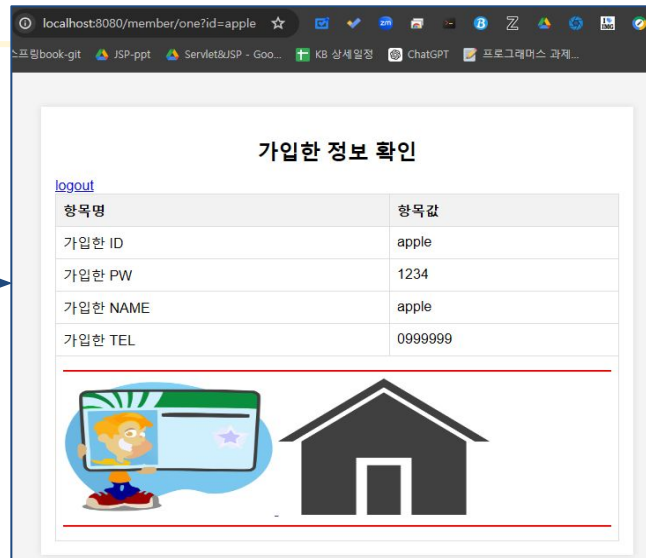 localhost:8080/member/one?id=apple
스프링book-git JSP-ppt Servlet&JSP - Goo... KB 상세일정 ChatGPT 프로그래머스 과제...
가입한 정보 확인
logout
항목명 항목값
가입한 ID apple
가입한 PW 1234
가입한 NAME apple
가입한 TEL 0999999